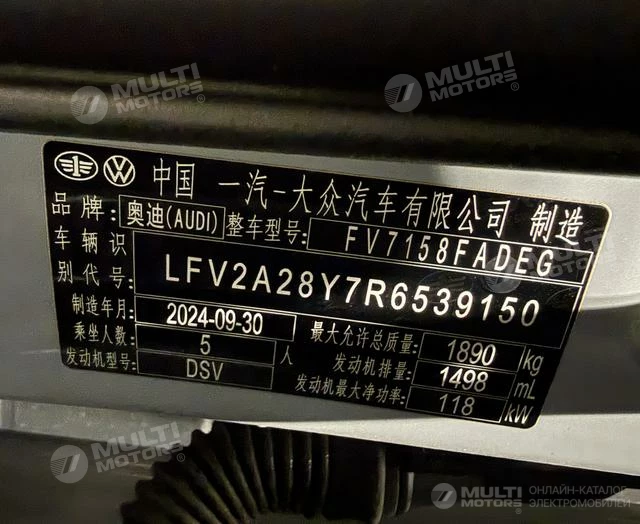 MULTI MOTORS
MULTI MOTORS
中国 一汽-大众汽车有限公司 制造
品牌: 奥迪(AUDI) 整车型号: FV7158FADEG
车辆识别代号: LFV2A28Y7R6539150
制造年月: 2024-09-30 最大允许总质量: 1890 kg
乘坐人数: 5 人 发动机排量: 1498 mL
发动机型号: DSV 发动机最大净功率: 118 kW
MULTI MOTORS
MULTI MOTORS ОНЛАЙН-КАТАЛОГ ЭЛЕКТРОМОБИЛЕЙ